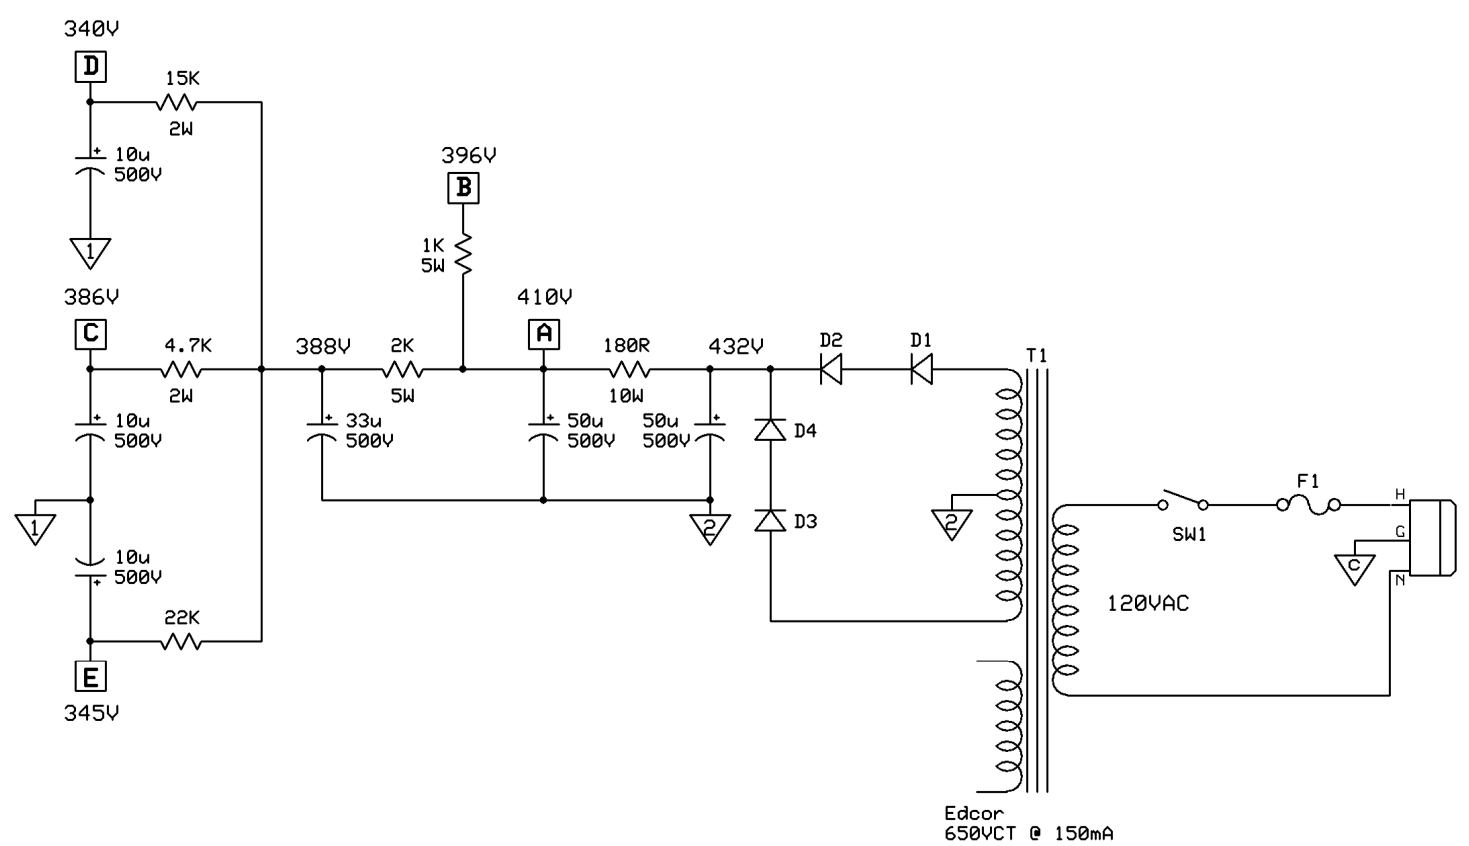 340V
D
15K
2W
+ 10u
500V
1
396V
B
1K
5W
386V
C
4.7K
2W
388V
2K
5W
410V
A
180R
10W
432V
D2
D1
T1
+ 10u
500V
+ 33u
500V
+ 50u
500V
50u +
500V
D4
D3
1
2
2
10u
500V
+
22K
E
345V
SW1
F1
H
G
N
C
120VAC
Edcor
650VCT @ 150mA